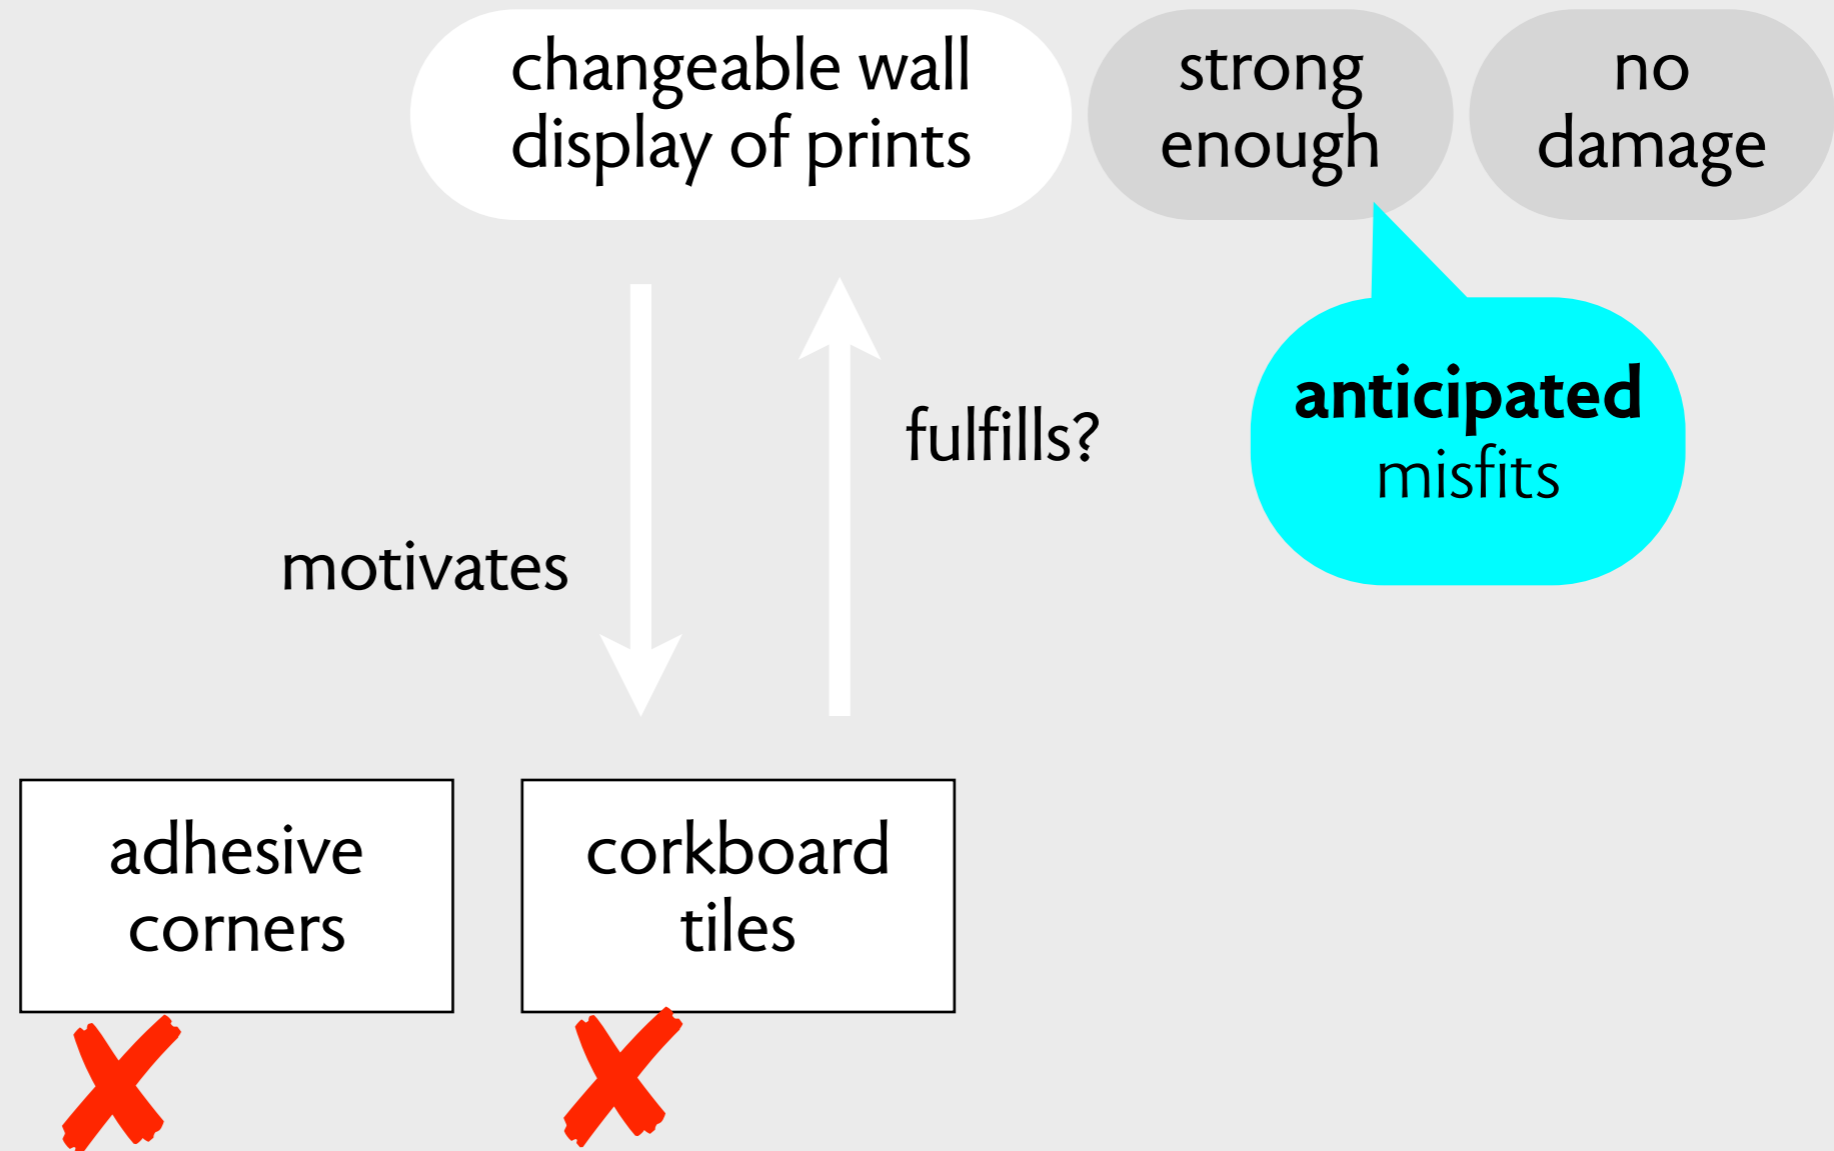 changeable wall
display of prints
strong
enough
no
damage
fulfills?
anticipated
misfits
motivates
adhesive
corners
corkboard
tiles